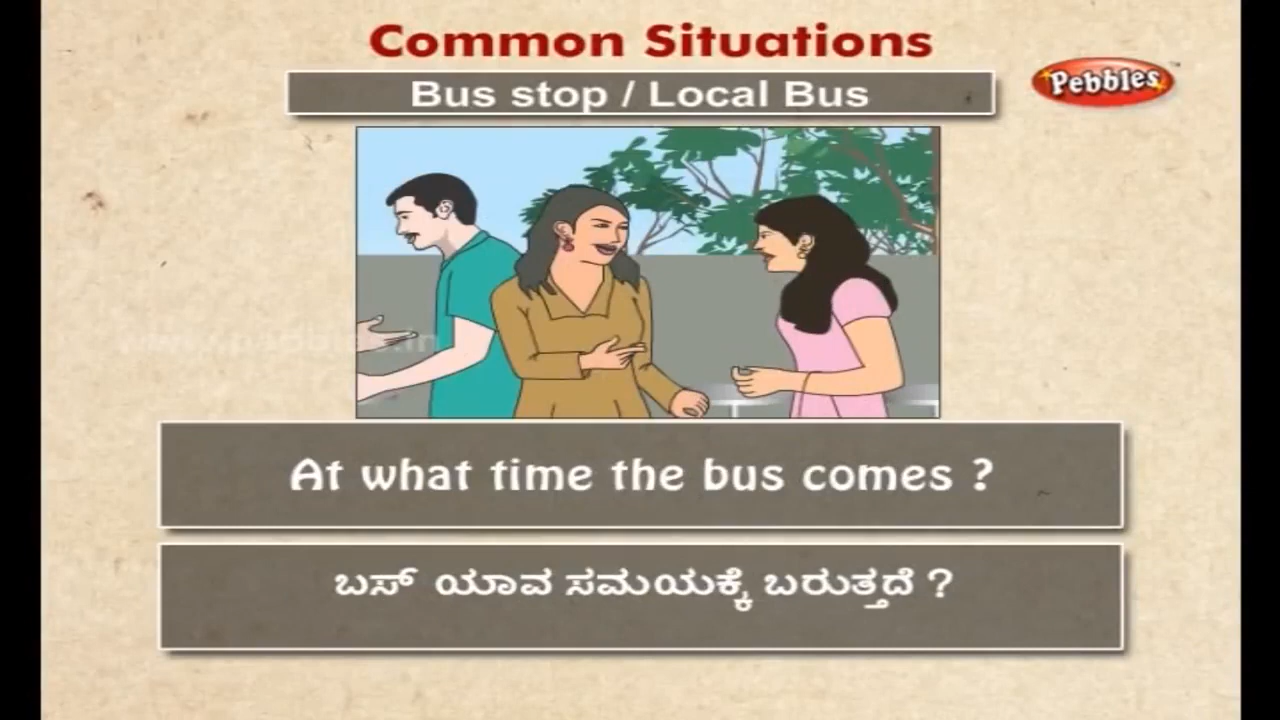 Common Situations
Bus stop / Local Bus
Pebbles
At what time the bus comes ?
ಬಸ್ ಯಾವ ಸಮಯಕ್ಕೆ ಬರುತ್ತದೆ ?